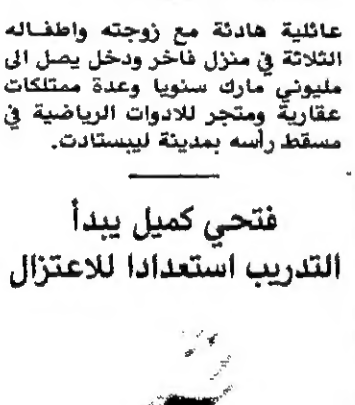 عائلية هادئة مع زوجته واطفاله
الثلاثة في منزل فاخر ودخل يصل الى
مليوني مارك سنويا وعدة ممتلكات
عقارية ومتجر للادوات الرياضية في
مسقط رأسه بمدينة ليبستادت.
فتحي كميل يبدأ
التدريب استعدادا للاعتزال